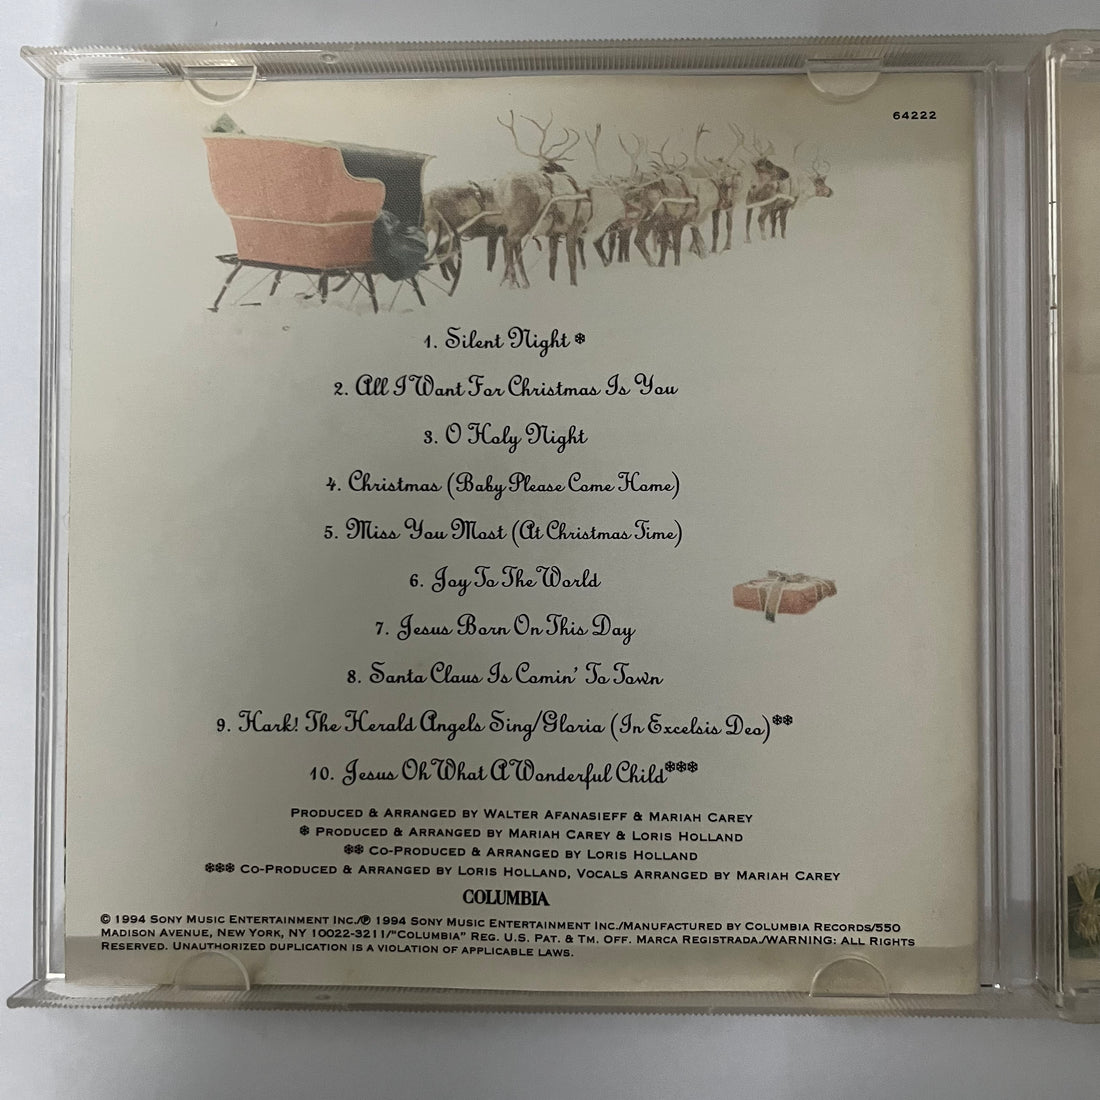 64222
1. Silent Night ❄
2. All I Want For Christmas Is You
3. O Holy Night
4. Christmas (Baby Please Come Home)
5. Miss You Most (At Christmas Time)
6. Joy To The World
7. Jesus Born On This Day
8. Santa Claus Is Comin' To Town
9. Hark! The Herald Angels Sing/Gloria (In Excelsis Deo)❄❄
10. Jesus Oh What A Wonderful Child❄❄❄
PRODUCED & ARRANGED BY WALTER AFANASIEFF & MARIAH CAREY
❄ PRODUCED & ARRANGED BY MARIAH CAREY & LORIS HOLLAND
❄❄ CO-PRODUCED & ARRANGED BY LORIS HOLLAND
❄❄❄ CO-PRODUCED & ARRANGED BY LORIS HOLLAND, VOCALS ARRANGED BY MARIAH CAREY
COLUMBIA
© 1994 SONY MUSIC ENTERTAINMENT INC./℗ 1994 SONY MUSIC ENTERTAINMENT INC./MANUFACTURED BY COLUMBIA RECORDS/550
MADISON AVENUE, NEW YORK, NY 10022-3211/"COLUMBIA" REG. U.S. PAT. & TM. OFF. MARCA REGISTRADA./WARNING: ALL RIGHTS
RESERVED. UNAUTHORIZED DUPLICATION IS A VIOLATION OF APPLICABLE LAWS.